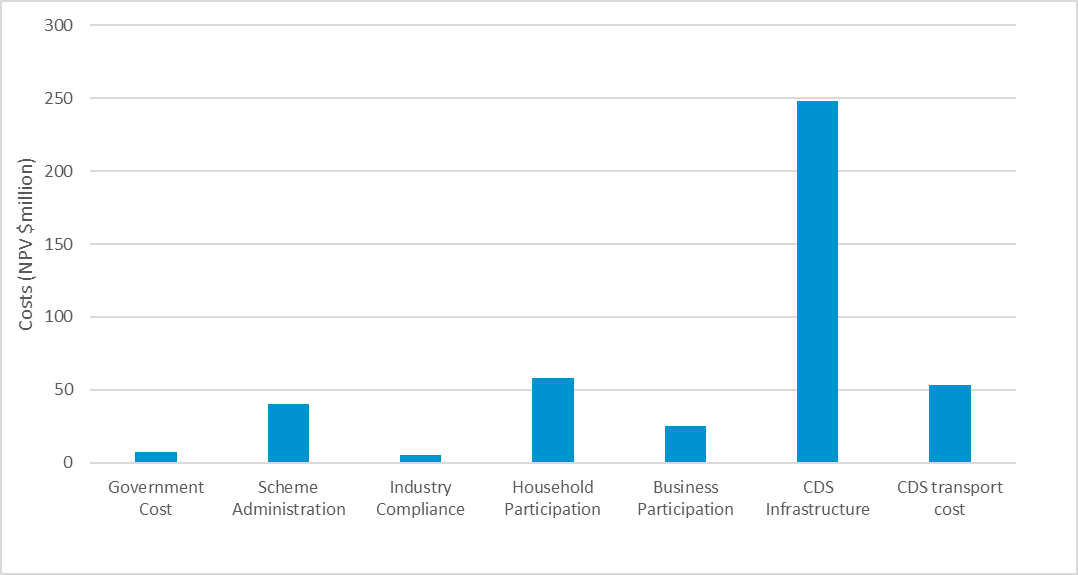 300
250
200
150
100
50
0
Costs (NPV $million)
Government
Cost
Scheme
Administration
Industry
Compliance
Household
Participation
Business
Participation
CDS
Infrastructure
CDS transport
cost